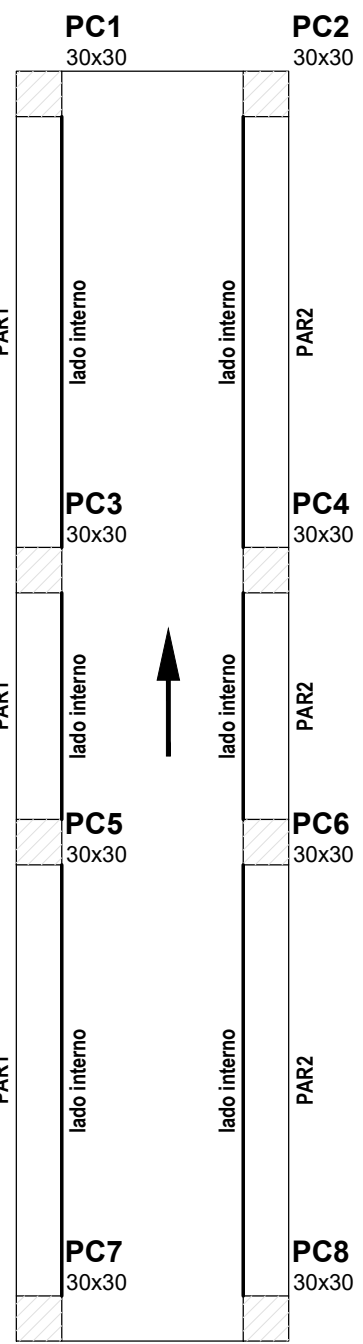 PC1
30x30
PC2
30x30
PAR1
lado interno
lado interno
PAR2
PC3
30x30
PC4
30x30
PAR1
lado interno
lado interno
PAR2
PC5
30x30
PC6
30x30
PAR1
lado interno
lado interno
PAR2
PC7
30x30
PC8
30x30